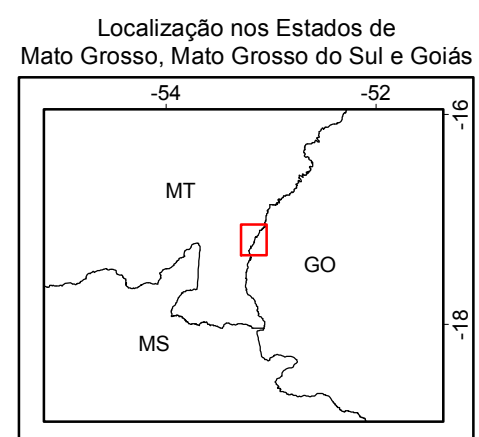 Localização nos Estados de
Mato Grosso, Mato Grosso do Sul e Goiás
-54 -52
-16
MT
GO
-18
MS